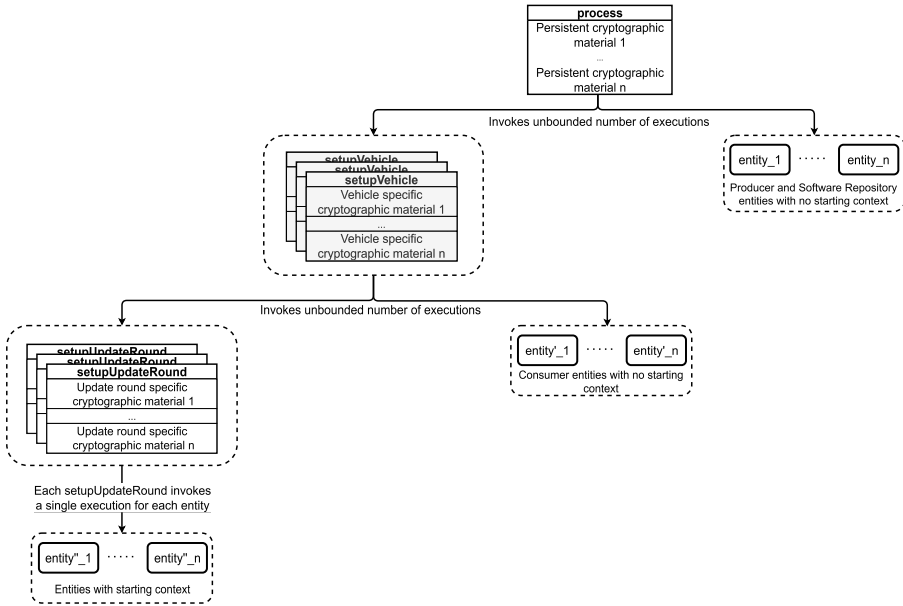 process
Persistent cryptographic
material 1
...
Persistent cryptographic
material n
Invokes unbounded number of executions
setupVehicle
setupVehicle
setupVehicle
Vehicle specific
cryptographic material 1
...
Vehicle specific
cryptographic material n
entity_1 ..... entity_n
Producer and Software Repository
entities with no starting context
Invokes unbounded number of executions
setupUpdateRound
setupUpdateRound
setupUpdateRound
Update round specific
cryptographic material 1
...
Update round specific
cryptographic material n
entity'_1 ..... entity'_n
Consumer entities with no starting
context
Each setupUpdateRound invokes
a single execution for each entity
entity"_1 ..... entity"_n
Entities with starting context